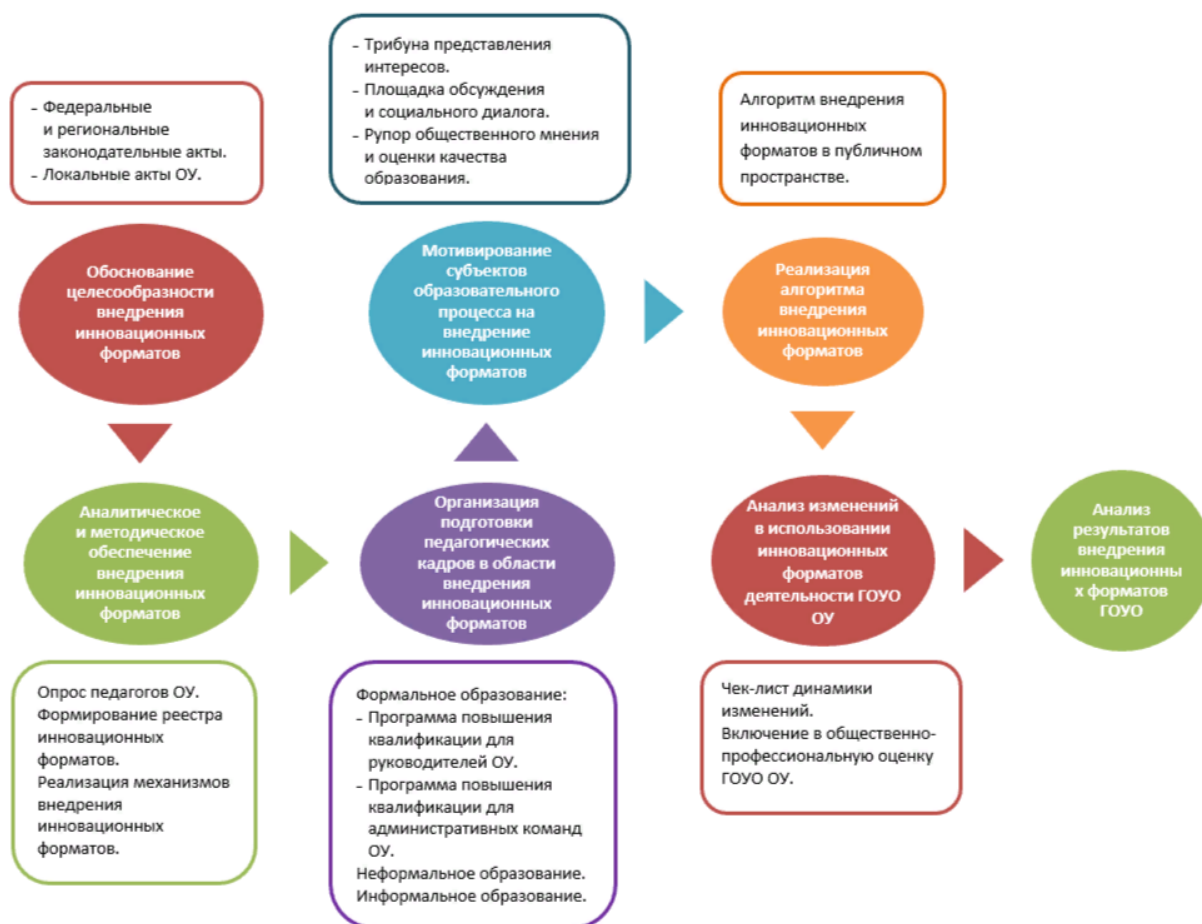 – Федеральные
и региональные
законодательные акты.
– Локальные акты ОУ.
– Трибуна представления
интересов.
– Площадка обсуждения
и социального диалога.
– Рупор общественного мнения
и оценки качества
образования.
Алгоритм внедрения
инновационных
форматов в публичном
пространстве.
Обоснование
целесообразности
внедрения
инновационных
форматов
Мотивирование
субъектов
образовательного
процесса на
внедрение
инновационных
форматов
Реализация
алгоритма
внедрения
инновационных
форматов
Аналитическое
и методическое
обеспечение
внедрения
инновационных
форматов
Организация
подготовки
педагогических
кадров в области
внедрения
инновационных
форматов
Анализ изменений
в использовании
инновационных
форматов
деятельности ГОУО
ОУ
Анализ
результатов
внедрения
инновационны
х форматов
ГОУО
Опрос педагогов ОУ.
Формирование реестра
инновационных
форматов.
Реализация механизмов
внедрения
инновационных
форматов.
Формальное образование:
– Программа повышения
квалификации для
руководителей ОУ.
– Программа повышения
квалификации для
административных команд
ОУ.
Неформальное образование.
Информальное образование.
Чек-лист динамики
изменений.
Включение в общественно-
профессиональную оценку
ГОУО ОУ.